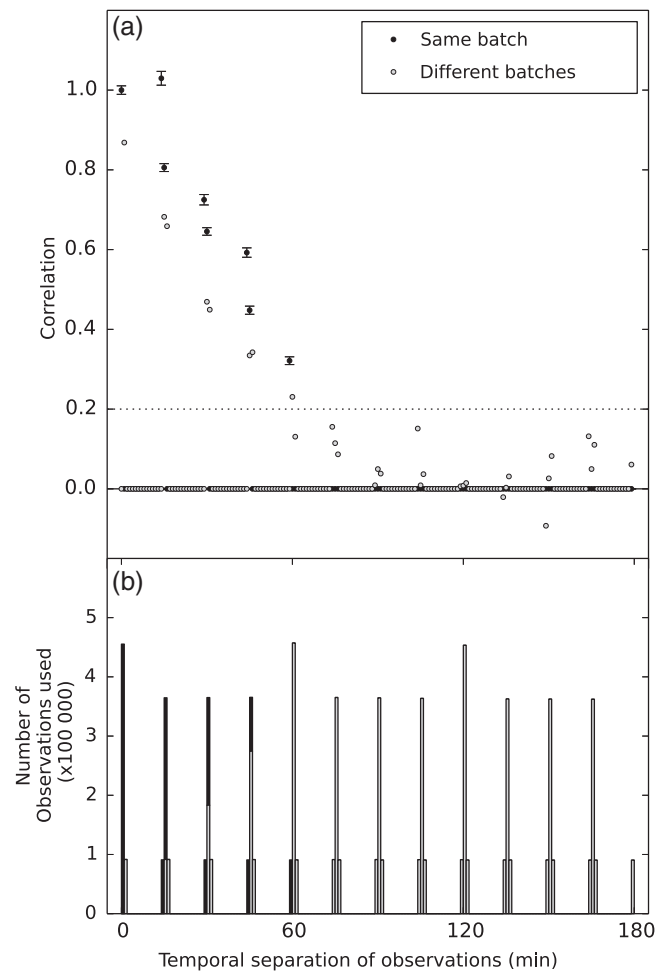 (a)
Same batch
Different batches
1.0
0.8
0.6
0.4
0.2
0.0
Correlation
(b)
5
4
3
2
1
0
Number of
Observations used
(x100 000)
0 60 120 180
Temporal separation of observations (min)